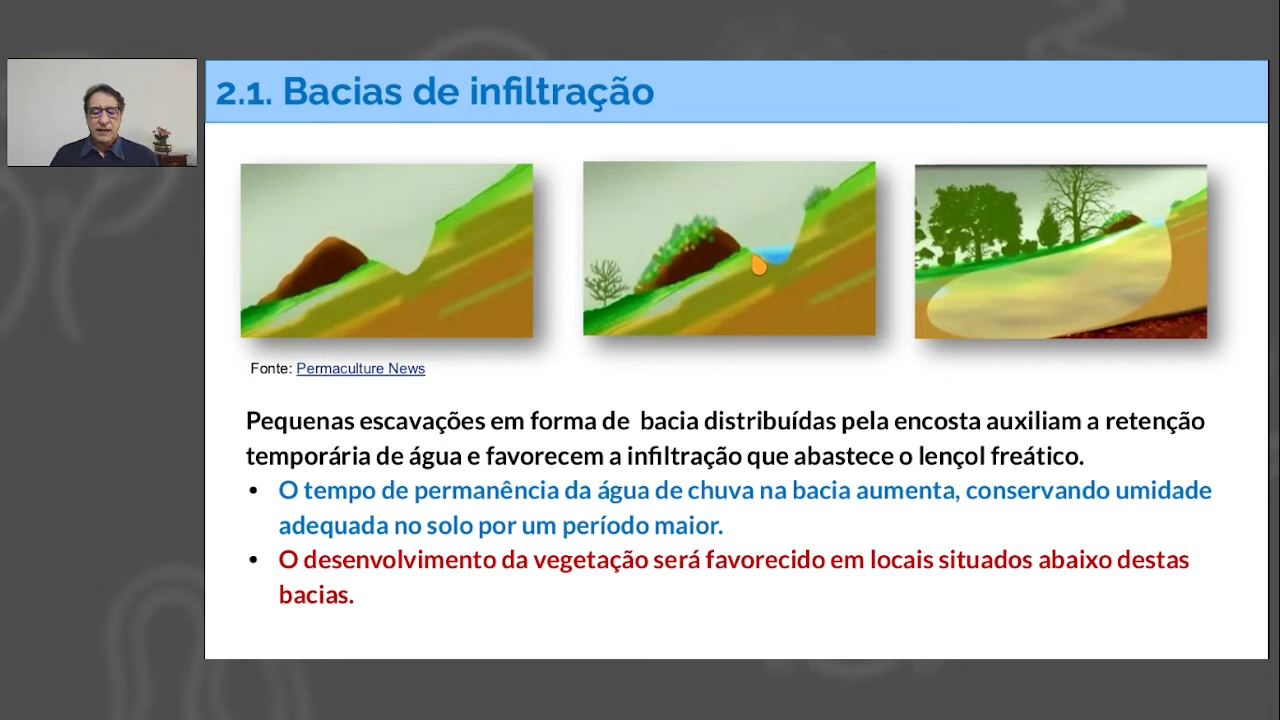 2.1. Bacias de infiltração
Fonte: Permaculture News
Pequenas escavações em forma de bacia distribuídas pela encosta auxiliam a retenção
temporária de água e favorecem a infiltração que abastece o lençol freático.
• O tempo de permanência da água de chuva na bacia aumenta, conservando umidade
adequada no solo por um período maior.
• O desenvolvimento da vegetação será favorecido em locais situados abaixo destas
bacias.